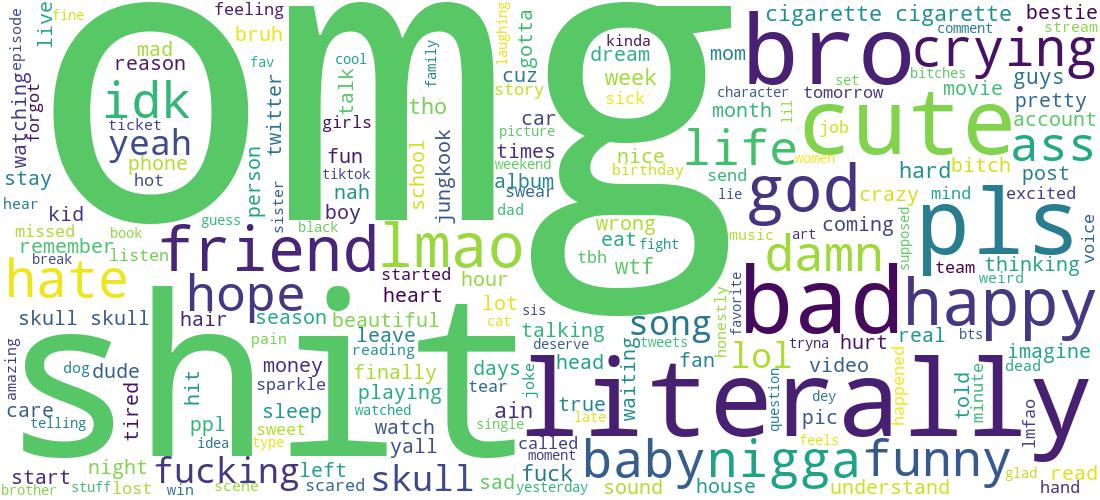 omg
shit
literally
bro
crying
cute
ass
god
pls
bad
happy
life
damn
friend
lmao
hate
hope
idk
yeah
baby
nigga
funny
fucking
skull
song
lol
cigarette cigarette
bestie
comment
stream
feeling
bruh
fine
live
episode
watching
forgot
stay
hear
kid
missed
remember
break
book
listen
mad
reason
ticket
phone
hot
fav
twitter
person
sister
guess
black
cool
talk
family
tho
girls
fun
tiktok
nah
boy
school
jungkook
laughing
gotta
cuz
story
car
picture
times
weekend
album
swear
dad
kinda
dream
week
sick
nice
birthday
wrong
eat
fight
tbh
wtf
mom
character
month
lil
send
lie
music
set
bitches
tomorrow
movie
guys
pretty
account
job
women
hard
bitch
post
crazy
mind
excited
coming
art
supposed
voice
team
thinking
weird
started
heart
hour
lot
cat
sis
skull skull
hair
season
beautiful
pain
leave
reading
finally
days
talking
deserve
tweets
fan
honestly
favorite
tryna
hurt
real
bts
imagine
dead
amazing
dog
dude
hit
money
sparkle
playing
tear
joke
head
waiting
video
question
dey
pic
happened
told
minute
lmfao
care
telling
tired
ppl
idea
sleep
sweet
type
watched
watch
yall
single
ain
true
late
called
moment
feels
start
night
stuff
lost
brother
win
scene
left
scared
sad
fuck
yesterday
sound
house
understand
glad
read
hand